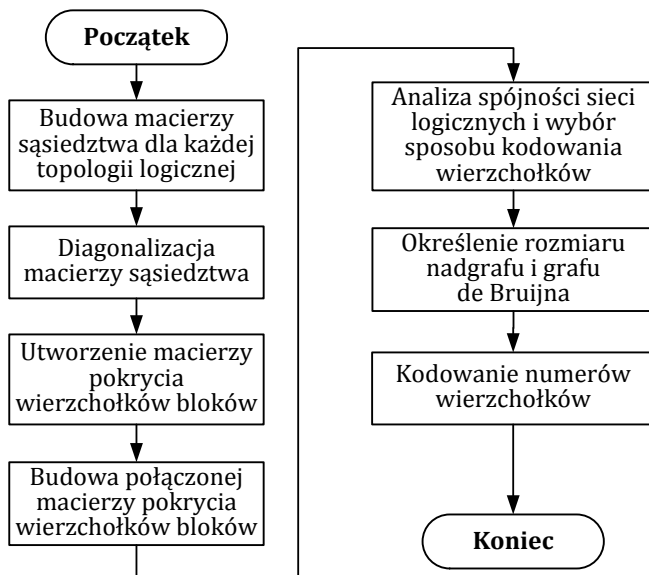 Początek
Budowa macierzy
sąsiedztwa dla każdej
topologii logicznej
Diagonalizacja
macierzy sąsiedztwa
Utworzenie macierzy
pokrycia
wierzchołków bloków
Budowa połączonej
macierzy pokrycia
wierzchołków bloków
Analiza spójności sieci
logicznych i wybór
sposobu kodowania
wierzchołków
Określenie rozmiaru
nadgrafu i grafu
de Bruijna
Kodowanie numerów
wierzchołków
Koniec